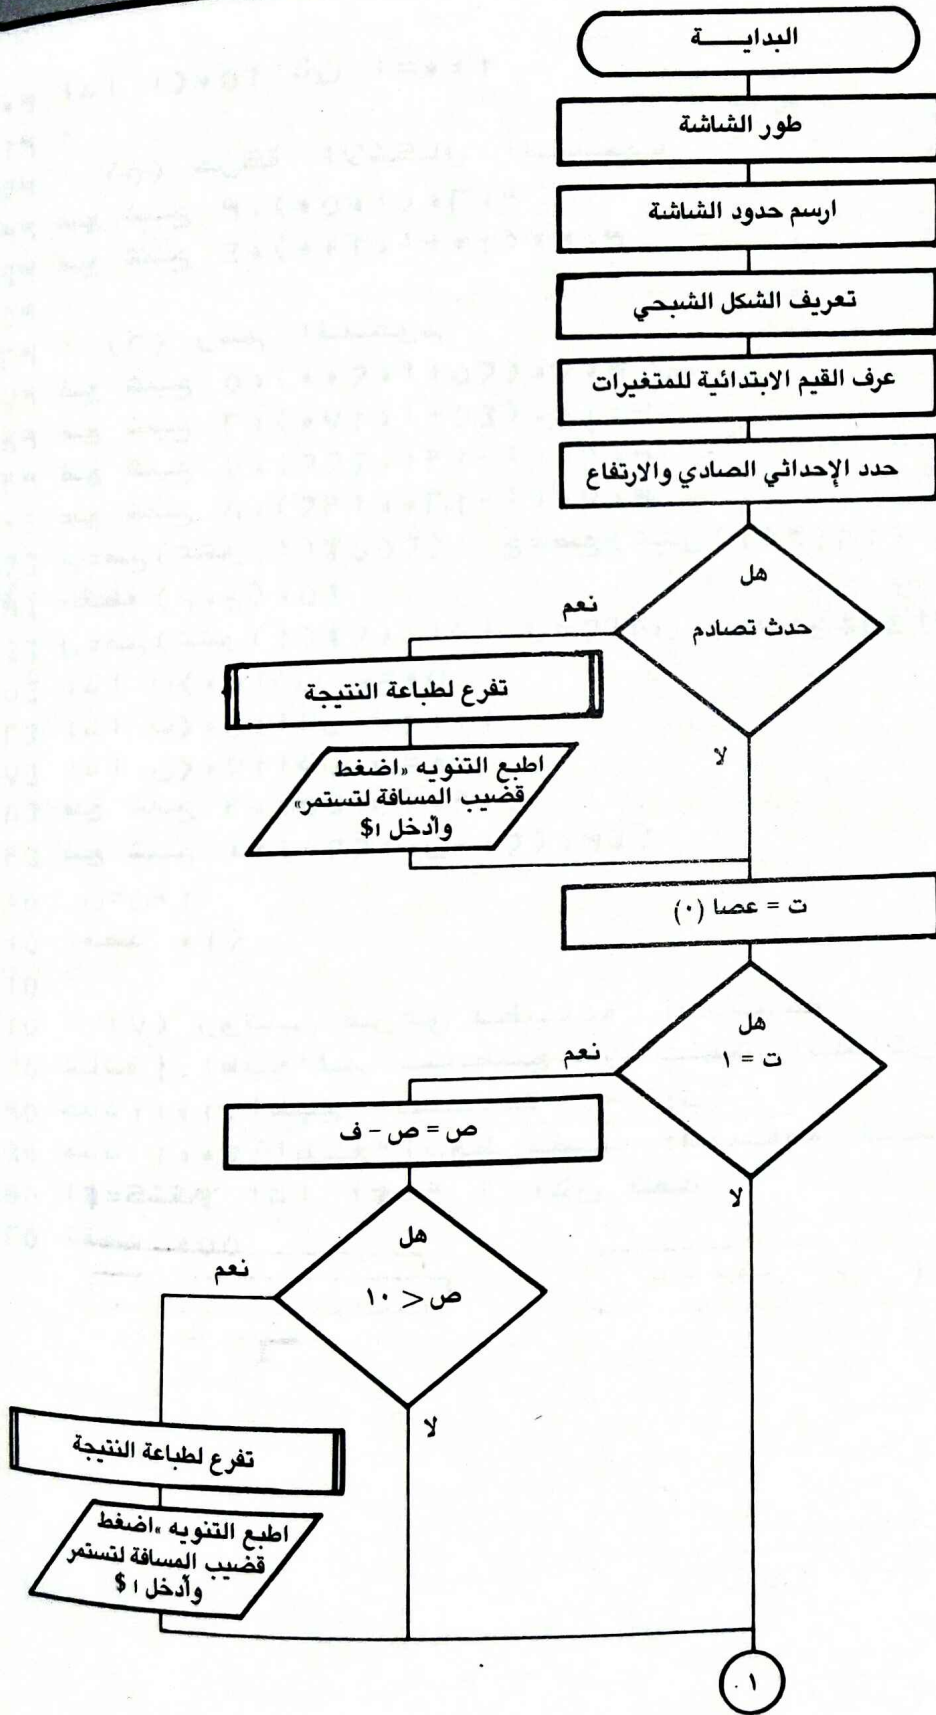 البدايـــة
طور الشاشة
ارسم حدود الشاشة
تعريف الشكل الشبحي
عرف القيم الابتدائية للمتغيرات
حدد الإحداثي الصادي والارتفاع
هل
حدث تصادم
نعم
تفرع لطباعة النتيجة
اطبع التنويه «اضغط
قضيب المسافة لتستمر»
وأدخل ا$
لا
ت = عصا (٠)
هل
ت = ١
نعم
لا
ص = ص - ف
هل
ص < ١٠
نعم
لا
تفرع لطباعة النتيجة
اطبع التنويه «اضغط
قضيب المسافة لتستمر
وأدخل ا $
١